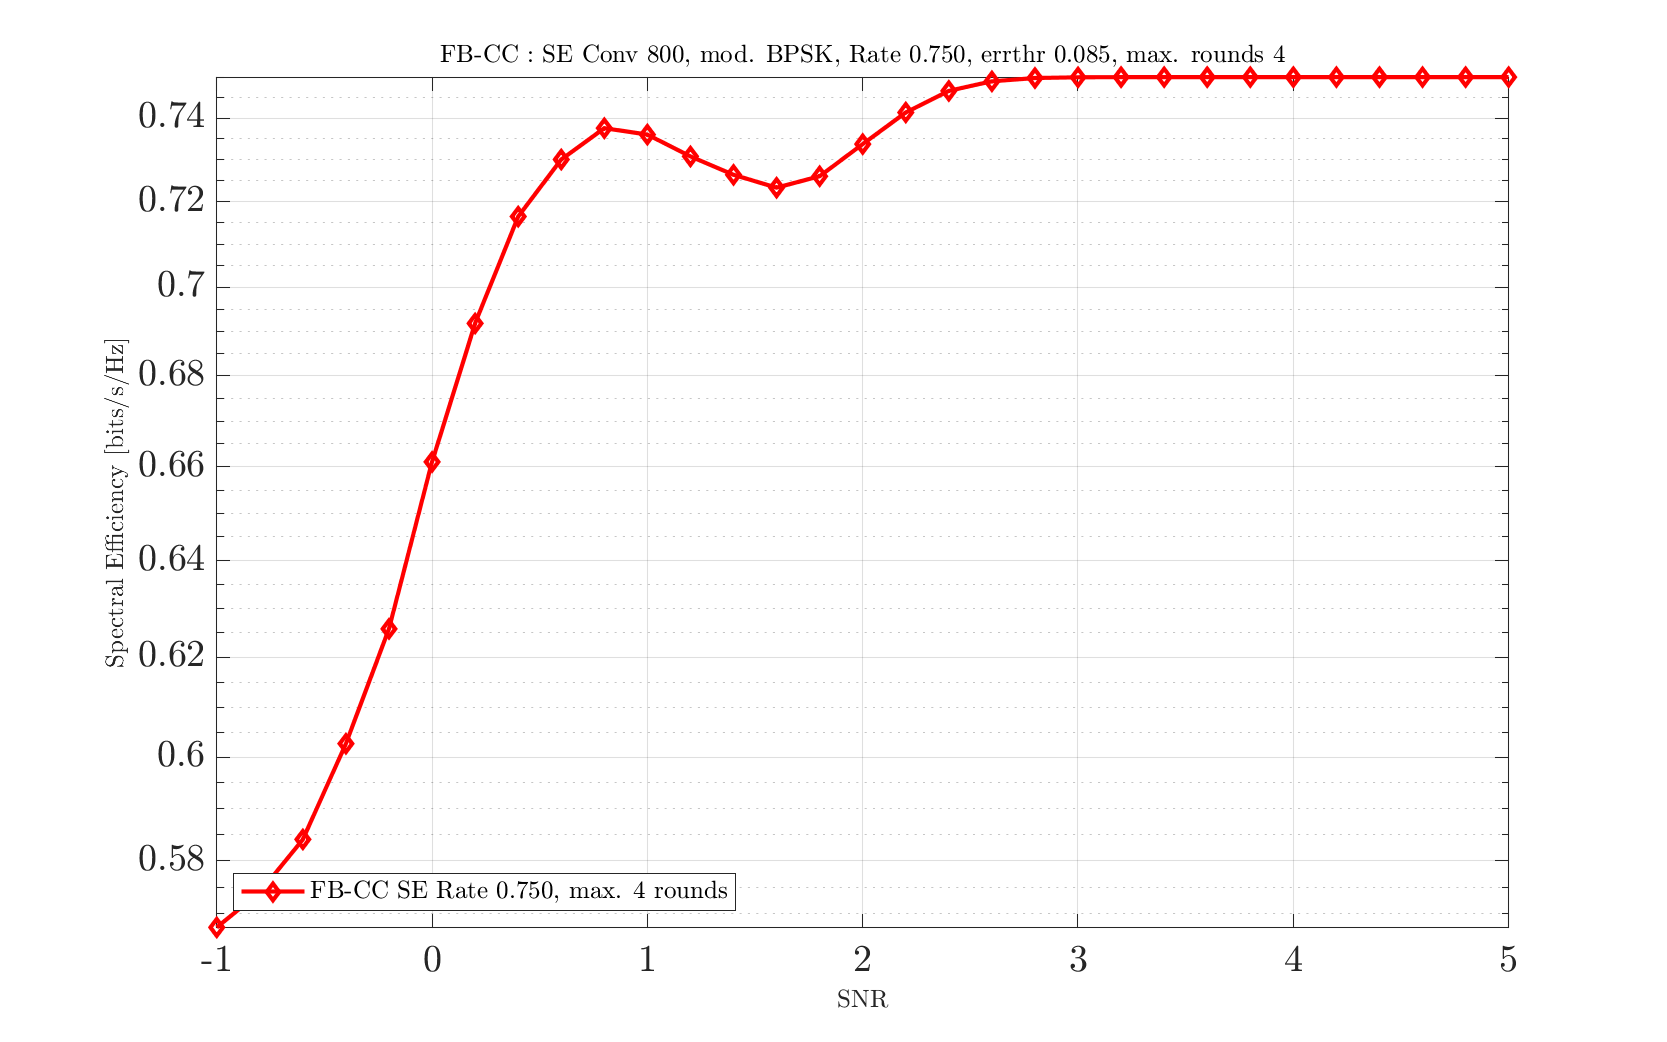 FB-CC : SE Conv 800, mod. BPSK, Rate 0.750, errthr 0.085, max. rounds 4
0.74
0.72
0.7
0.68
0.66
0.64
0.62
0.6
0.58
Spectral Efficiency [bits/s/Hz]
FB-CC SE Rate 0.750, max. 4 rounds
-1 0 1 2 3 4 5
SNR